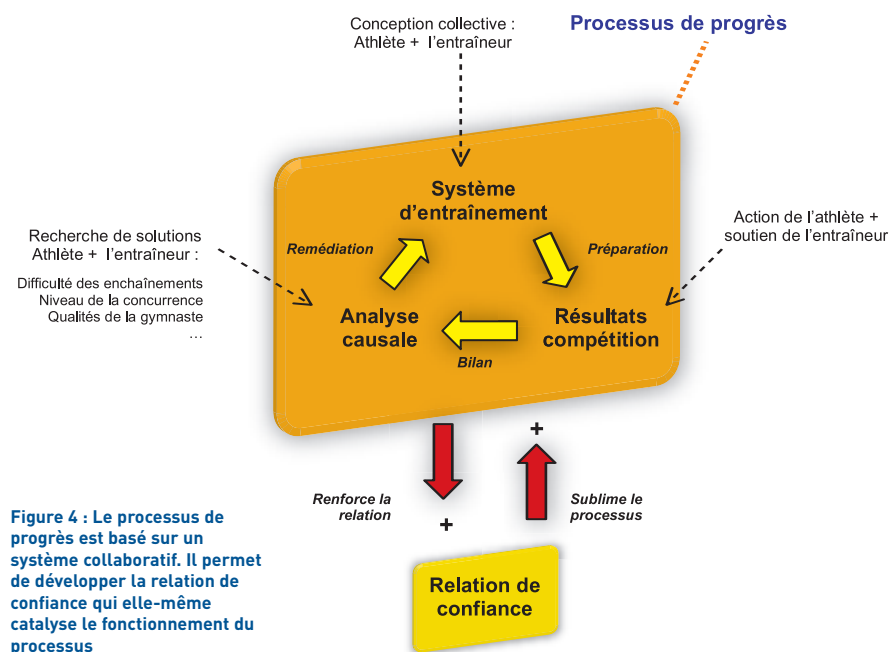 Conception collective :
Athlète + l'entraîneur
Processus de progrès
Système
d'entraînement
Recherche de solutions
Athlète + l'entraîneur :
Difficulté des enchaînements
Niveau de la concurrence
Qualités de la gymnaste
...
Remédiation
Préparation
Action de l'athlète +
soutien de l'entraîneur
Analyse
causale
Résultats
compétition
Bilan
+
Renforce la
relation
+
Sublime le
processus
Relation de
confiance
Figure 4 : Le processus de
progrès est basé sur un
système collaboratif. Il permet
de développer la relation de
confiance qui elle-même
catalyse le fonctionnement du
processus